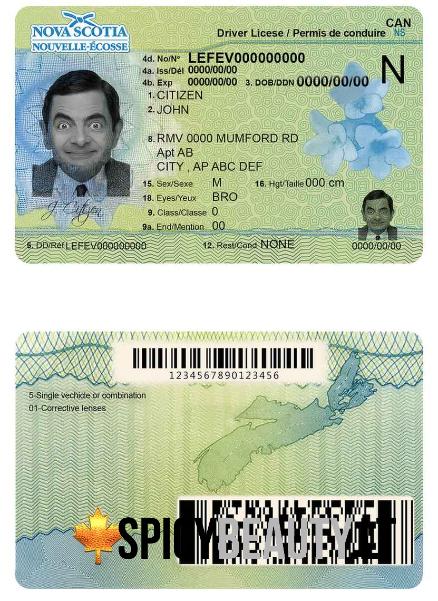 NOVA SCOTIA
NOUVELLE-ÉCOSSE
Driver Licese / Permis de conduire
CAN
NS
4d. No/Nº LEFEV000000000
4a. Iss/Dél 0000/00/00
4b. Exp 0000/00/00 3. DOB/DDN 0000/00/00
N
1. CITIZEN
2. JOHN
8. RMV 0000 MUMFORD RD
Apt AB
CITY , AP ABC DEF
15. Sex/Sexe M 16. Hgt/Taille 000 cm
18. Eyes/Yeux BRO
9. Class/Classe 0
9a. End/Mention 00
J Citizen
5. DD/Réf LEFEV000000000
12. Rest/Cond NONE
0000/00/00
1234567890123456
5-Single vechicle or combination
01-Corrective lenses